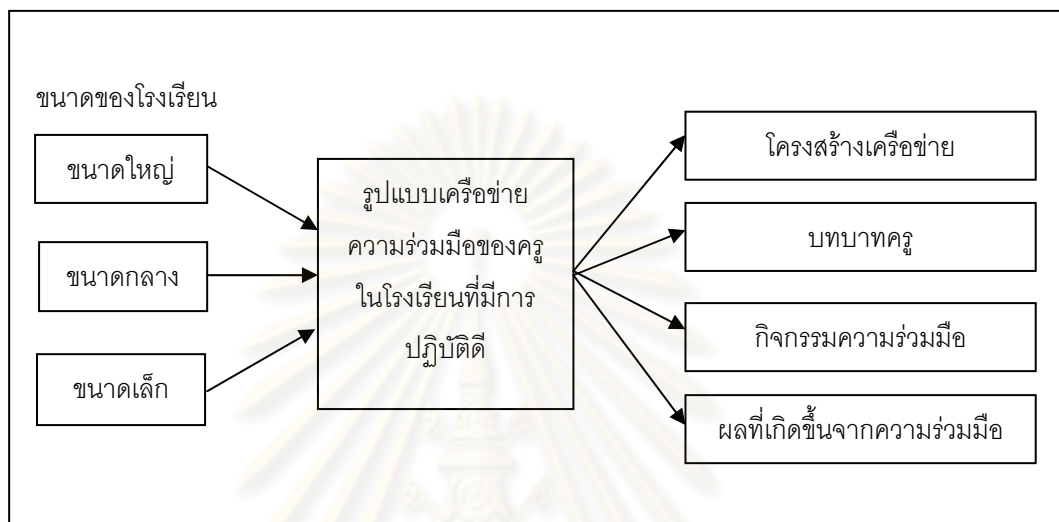 ขนาดของโรงเรียน
ขนาดใหญ่
ขนาดกลาง
ขนาดเล็ก
รูปแบบเครือข่าย
ความร่วมมือของครู
ในโรงเรียนที่มีการ
ปฏิบัติดี
โครงสร้างเครือข่าย
บทบาทครู
กิจกรรมความร่วมมือ
ผลที่เกิดขึ้นจากความร่วมมือ